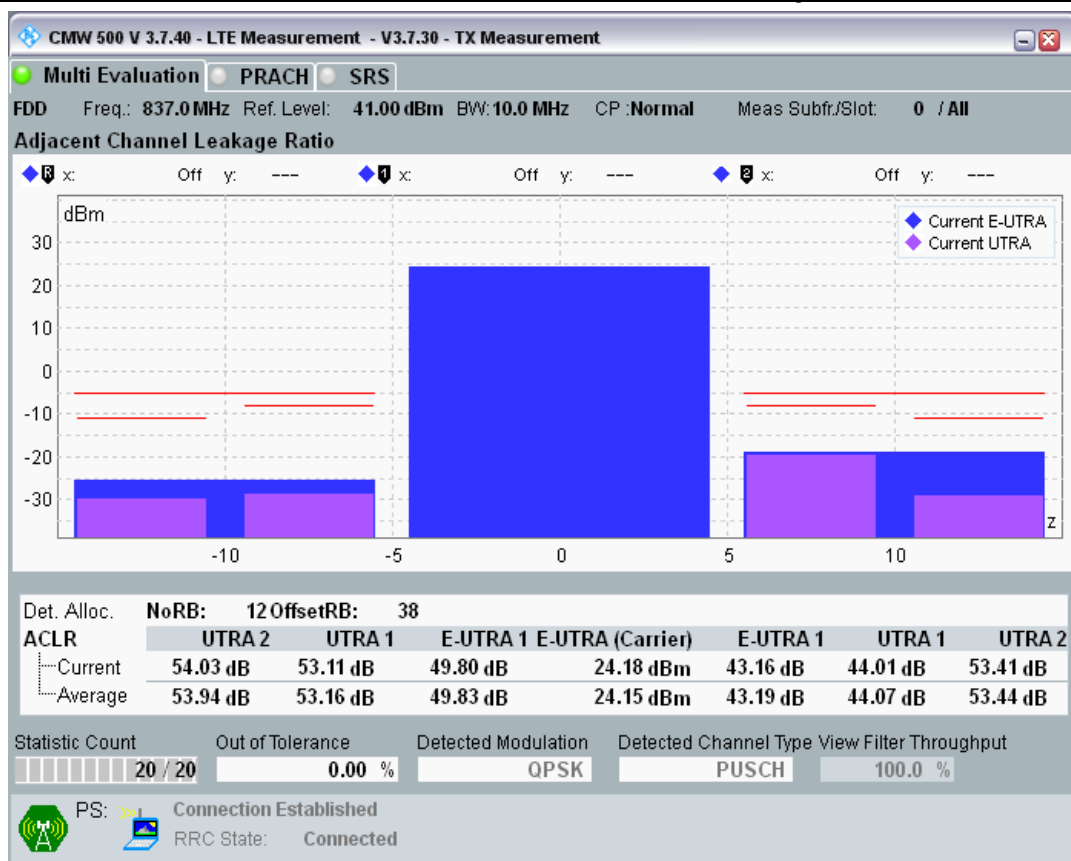 CMW 500 V 3.7.40 - LTE Measurement - V3.7.30 - TX Measurement
Multi Evaluation PRACH SRS
FDD Freq.: 837.0 MHz Ref. Level: 41.00 dBm BW: 10.0 MHz CP :Normal Meas Subfr./Slot: 0 / All
Adjacent Channel Leakage Ratio
R x: Off y: --- 1 x: Off y: --- 2 x: Off y: ---
dBm
Current E-UTRA
Current UTRA
30
20
10
0
-10
-20
-30
z
-10 -5 0 5 10
Det. Alloc. NoRB: 12 OffsetRB: 38
ACLR UTRA 2 UTRA 1 E-UTRA 1 E-UTRA (Carrier) E-UTRA 1 UTRA 1 UTRA 2
Current 54.03 dB 53.11 dB 49.80 dB 24.18 dBm 43.16 dB 44.01 dB 53.41 dB
Average 53.94 dB 53.16 dB 49.83 dB 24.15 dBm 43.19 dB 44.07 dB 53.44 dB
Statistic Count Out of Tolerance Detected Modulation Detected Channel Type View Filter Throughput
20 / 20 0.00 % QPSK PUSCH 100.0 %
PS: Connection Established
RRC State: Connected